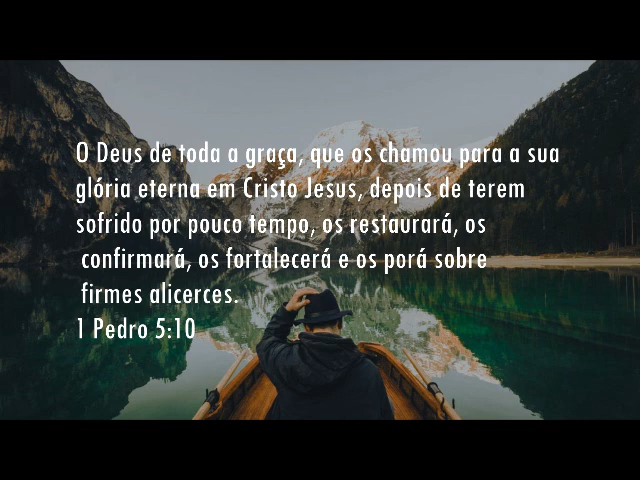 O Deus de toda a graça, que os chamou para a sua
glória eterna em Cristo Jesus, depois de terem
sofrido por pouco tempo, os restaurará, os
confirmará, os fortalecerá e os porá sobre
firmes alicerces.
1 Pedro 5:10